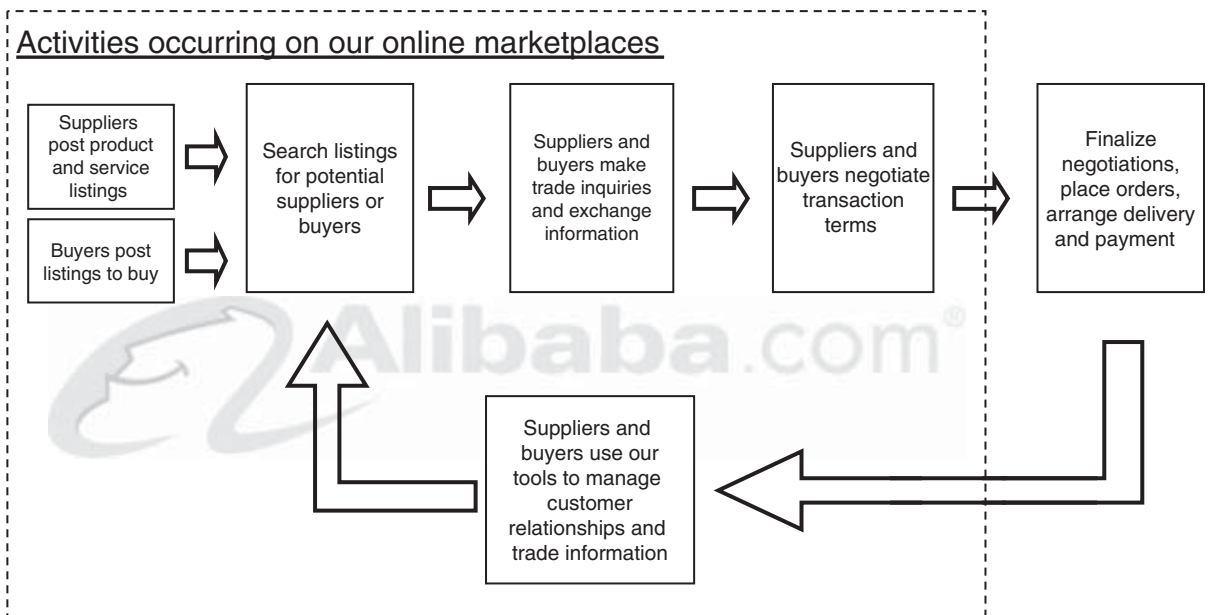 Activities occurring on our online marketplaces
Suppliers
post product
and service
listings
Buyers post
listings to buy
Search listings
for potential
suppliers or
buyers
Suppliers and
buyers make
trade inquiries
and exchange
information
Suppliers and
buyers negotiate
transaction
terms
Finalize
negotiations,
place orders,
arrange delivery
and payment
Alibaba.com®
Suppliers and
buyers use our
tools to manage
customer
relationships and
trade information